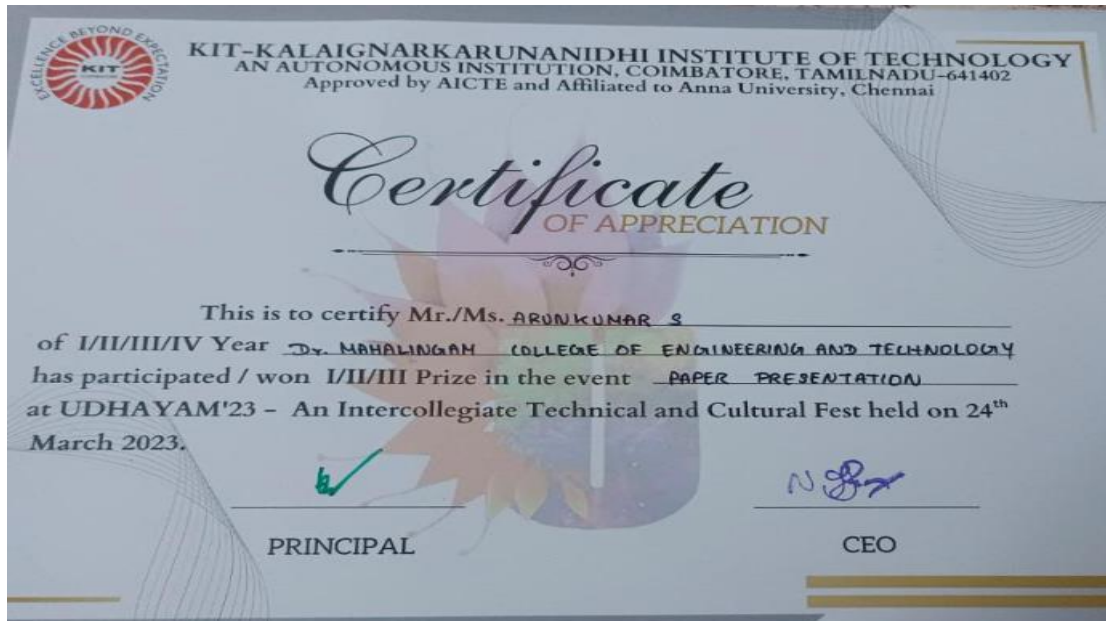 EXCELLENCE BEYOND EXPECTATION
KIT
KIT-KALAIGNARKARUNANIDHI INSTITUTE OF TECHNOLOGY
AN AUTONOMOUS INSTITUTION, COIMBATORE, TAMILNADU-641402
Approved by AICTE and Affiliated to Anna University, Chennai
Certificate
OF APPRECIATION
This is to certify Mr./Ms. ARUNKUMAR S
of I/II/III/IV Year Dr. MAHALINGAM COLLEGE OF ENGINEERING AND TECHNOLOGY
has participated / won I/II/III Prize in the event PAPER PRESENTATION
at UDHAYAM'23 – An Intercollegiate Technical and Cultural Fest held on 24th
March 2023.
PRINCIPAL CEO